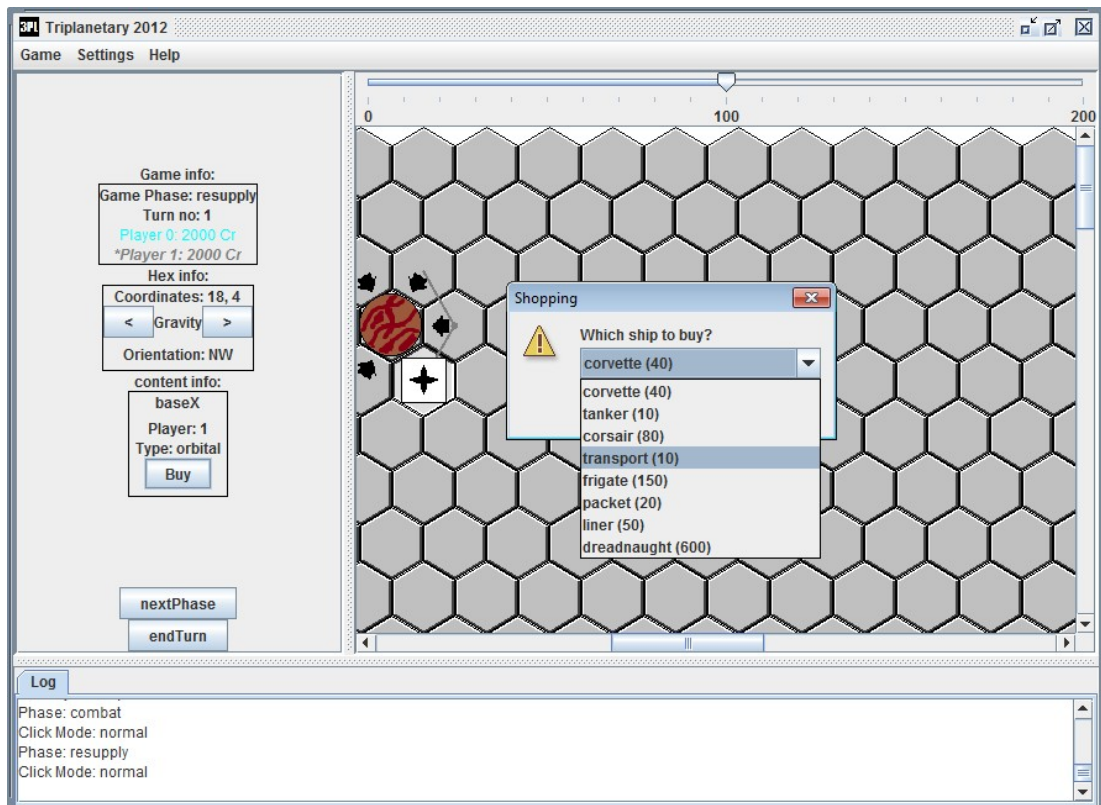 3PL Triplanetary 2012
Game Settings Help
Game info:
Game Phase: resupply
Turn no: 1
Player 0: 2000 Cr
*Player 1: 2000 Cr
Hex info:
Coordinates: 18, 4
< Gravity >
Orientation: NW
content info:
baseX
Player: 1
Type: orbital
Buy
nextPhase
endTurn
0 100 200
Shopping
Which ship to buy?
corvette (40)
corvette (40)
tanker (10)
corsair (80)
transport (10)
frigate (150)
packet (20)
liner (50)
dreadnaught (600)
Log
Phase: combat
Click Mode: normal
Phase: resupply
Click Mode: normal